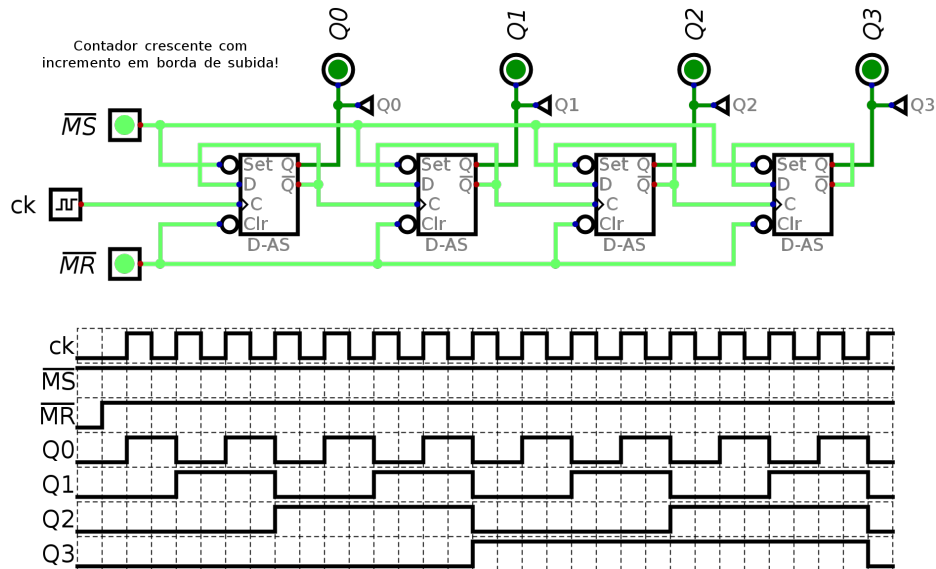 Q0 Q1 Q2 Q3
Contador crescente com
incremento em borda de subida!
Q0 Q1 Q2 Q3
MS
Set Q Set Q Set Q Set Q
D Q D Q D Q D Q
ck
C C C C
Clr Clr Clr Clr
D-AS D-AS D-AS D-AS
MR
ck
MS
MR
Q0
Q1
Q2
Q3